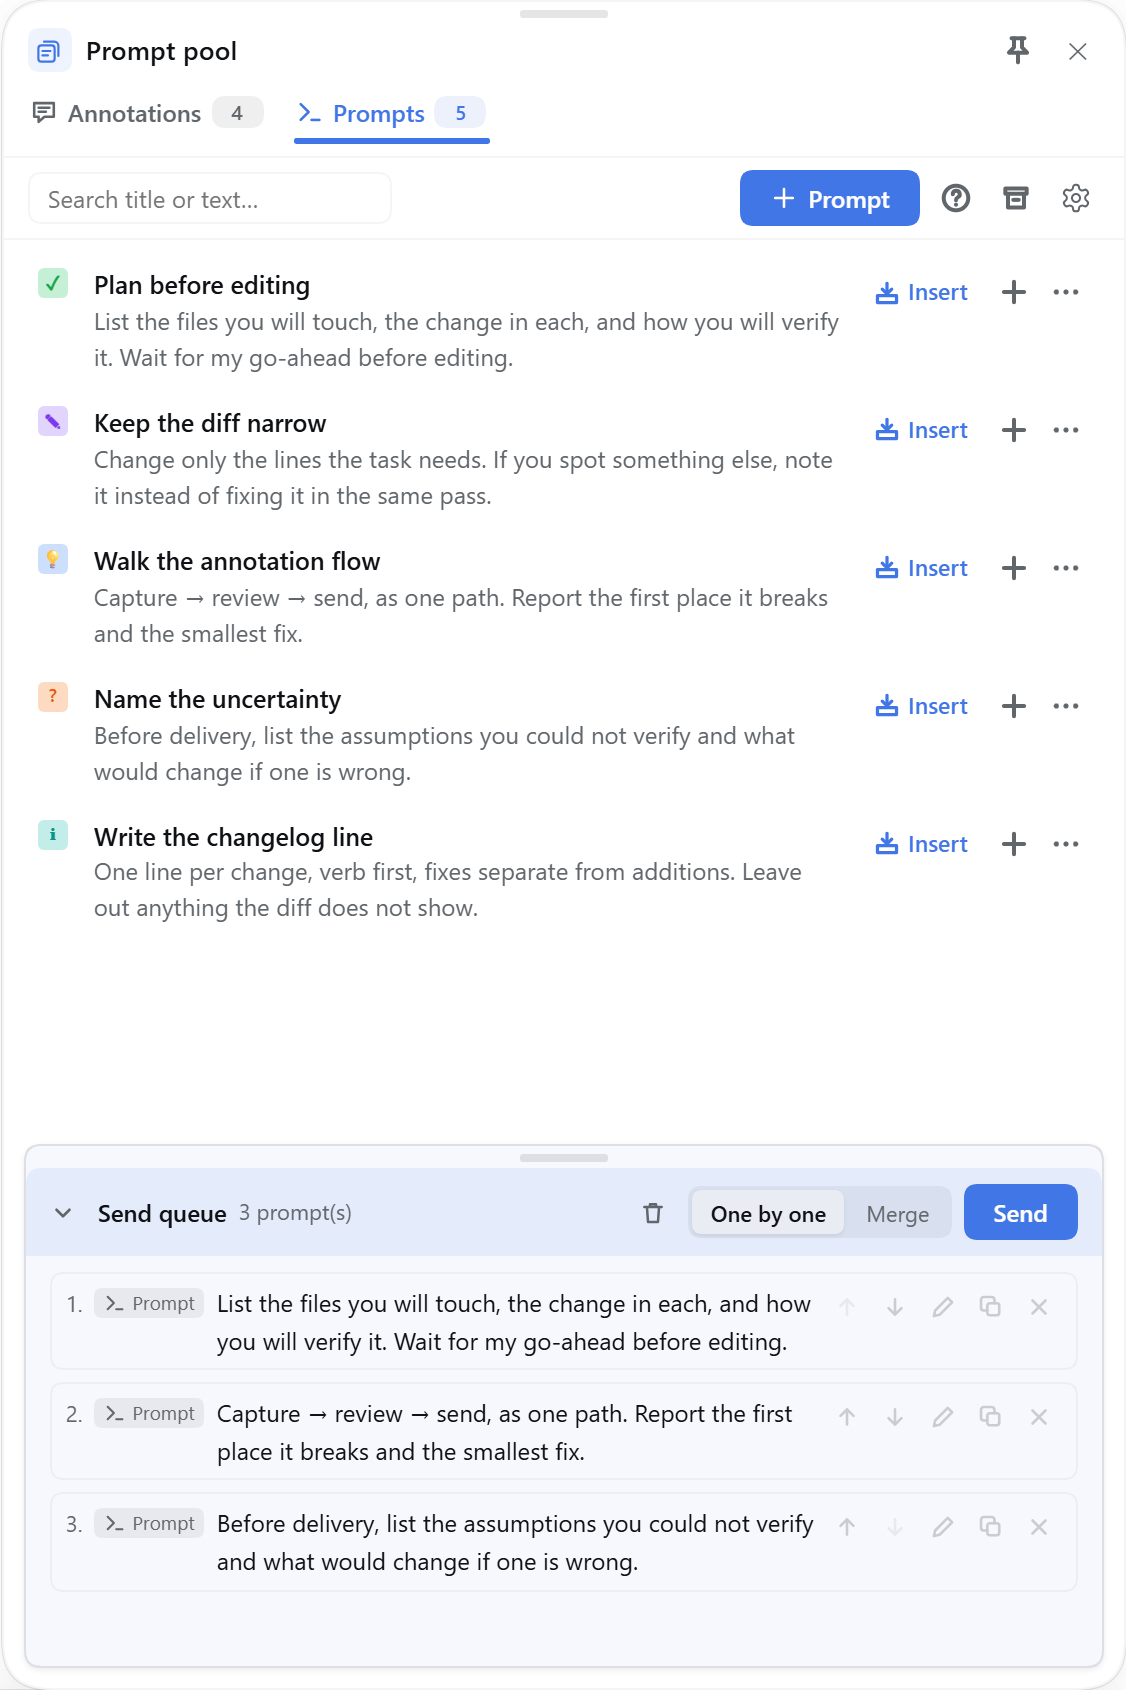 Prompt pool
Annotations 4
Prompts 5
Search title or text...
Prompt
Plan before editing
Insert
List the files you will touch, the change in each, and how you will verify
it. Wait for my go-ahead before editing.
Keep the diff narrow
Insert
Change only the lines the task needs. If you spot something else, note
it instead of fixing it in the same pass.
Walk the annotation flow
Insert
Capture → review → send, as one path. Report the first place it breaks
and the smallest fix.
Name the uncertainty
Insert
Before delivery, list the assumptions you could not verify and what
would change if one is wrong.
Write the changelog line
Insert
One line per change, verb first, fixes separate from additions. Leave
out anything the diff does not show.
Send queue 3 prompt(s)
One by one
Merge
Send
1. Prompt List the files you will touch, the change in each, and how
you will verify it. Wait for my go-ahead before editing.
2. Prompt Capture → review → send, as one path. Report the first
place it breaks and the smallest fix.
3. Prompt Before delivery, list the assumptions you could not verify
and what would change if one is wrong.